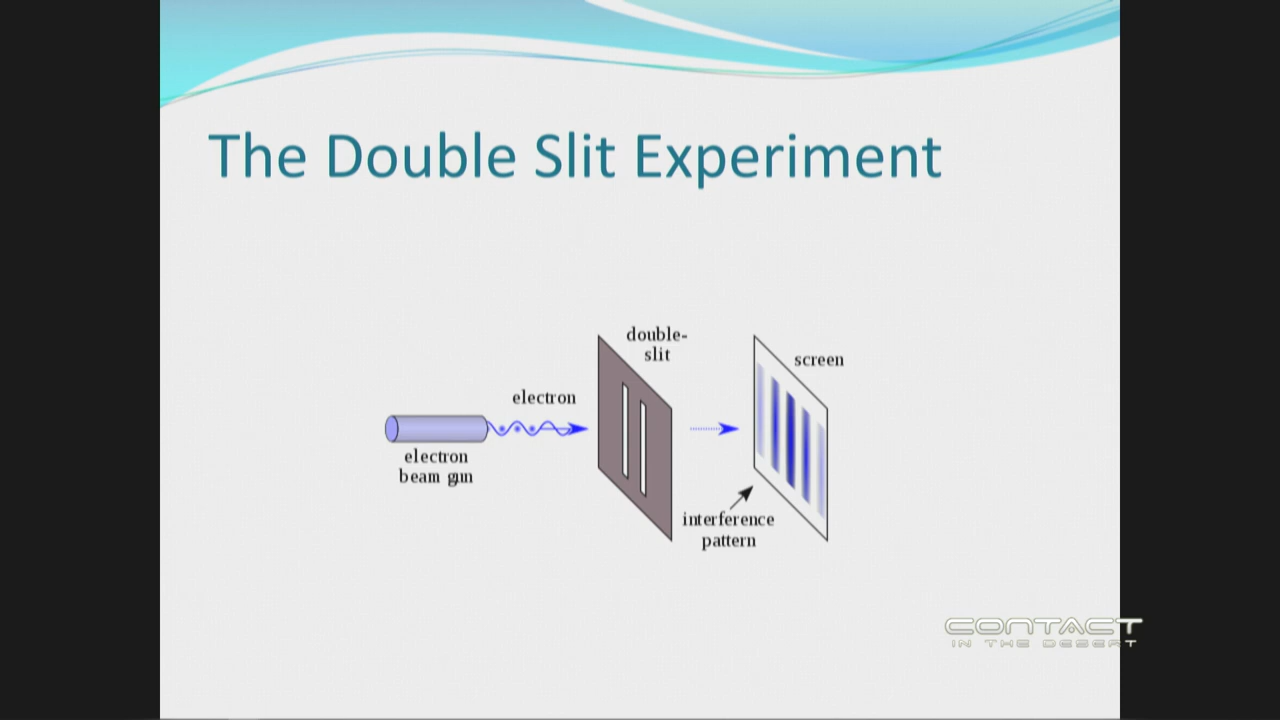 The Double Slit Experiment
double-
slit
screen
electron
electron
beam gun
interference
pattern
CONTACT
IN THE DESERT